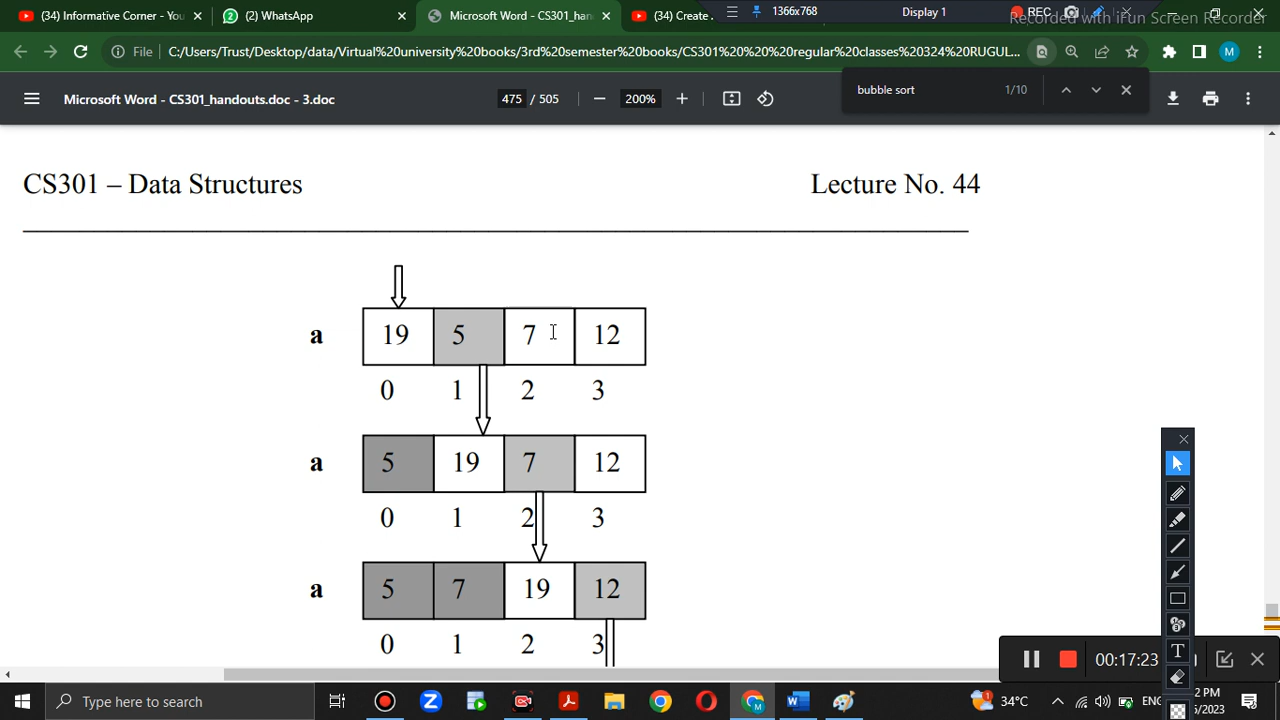 (34) Informative Corner - You
(2) WhatsApp
Microsoft Word - CS301_han
(34) Create
1366x768
Display 1
REC
Recorded with iFun Screen Recorder
File
C:/Users/Trust/Desktop/data/Virtual%20university%20books/3rd%20semester%20books/CS301%20%20%20regular%20classes%20324%20RUGUL...
M
Microsoft Word - CS301_handouts.doc - 3.doc
475 / 505
200%
bubble sort
1/10
CS301 – Data Structures
Lecture No. 44
a 19 5 7 12
0 1 2 3
a 5 19 7 12
0 1 2 3
a 5 7 19 12
0 1 2 3
T
00:17:23
Type here to search
34°C
ENG